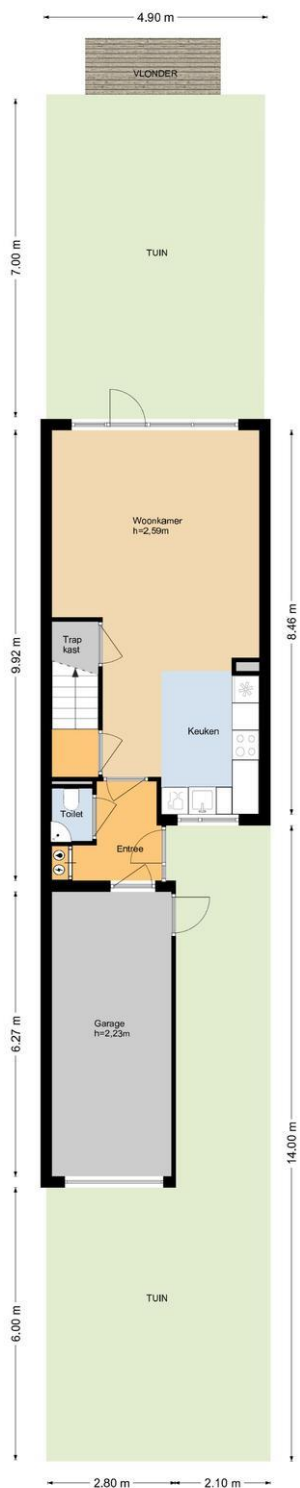 4.90 m
VLONDER
7.00 m
TUIN
Woonkamer
h=2,59m
9.92 m
8.46 m
Trap
kast
Keuken
Toilet
Entree
6.27 m
Garage
h=2,23m
14.00 m
6.00 m
TUIN
2.80 m
2.10 m